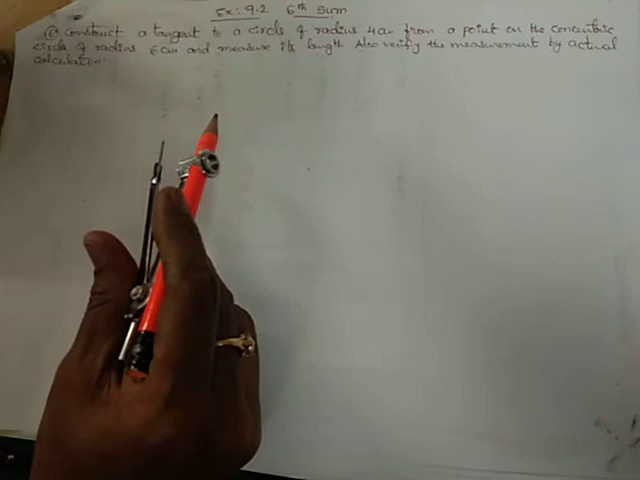 Ex: 9.2 6th sum
6) Construct a tangent to a circle of radius 4cm from a point on the concentric
circle of radius 6cm and measure its length. Also verify the measurement by actual
calculation.